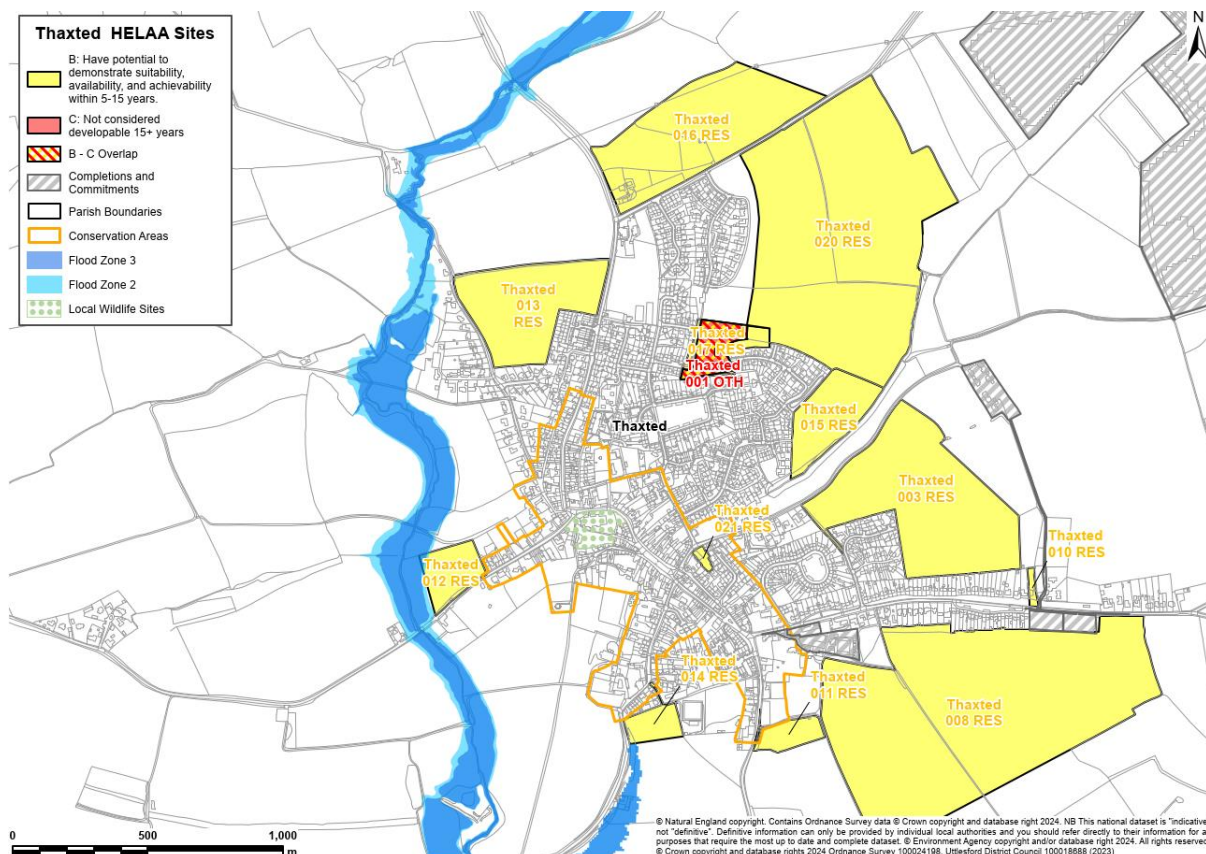 Thaxted HELAA Sites
B: Have potential to
demonstrate suitability,
availability, and achievability
within 5-15 years.
C: Not considered
developable 15+ years
B - C Overlap
Completions and
Commitments
Parish Boundaries
Conservation Areas
Flood Zone 3
Flood Zone 2
Local Wildlife Sites
N
Thaxted
016 RES
Thaxted
020 RES
Thaxted
013
RES
Thaxted
017 RES
Thaxted
001 OTH
Thaxted
015 RES
Thaxted
Thaxted
003 RES
Thaxted
021 RES
Thaxted
010 RES
Thaxted
012 RES
Thaxted
014 RES
Thaxted
011 RES
Thaxted
008 RES
0 500 1,000
m
© Natural England copyright. Contains Ordnance Survey data © Crown copyright and database right 2024. NB This national dataset is "indicative
not "definitive". Definitive information can only be provided by individual local authorities and you should refer directly to their information for a
purposes that require the most up to date and complete dataset. © Environment Agency copyright and/or database right 2024. All rights reserved
© Crown copyright and database rights 2024 Ordnance Survey 100024198. Uttlesford District Council 100018688 (2023)